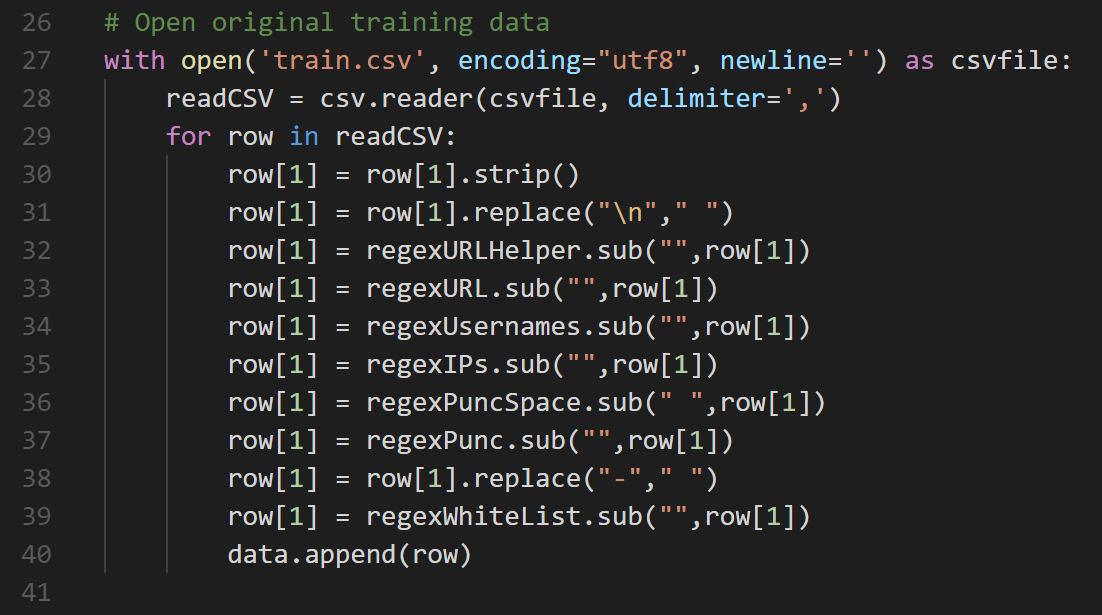 26 # Open original training data
27 with open('train.csv', encoding="utf8", newline='') as csvfile:
28     readCSV = csv.reader(csvfile, delimiter=',')
29     for row in readCSV:
30         row[1] = row[1].strip()
31         row[1] = row[1].replace("\n"," ")
32         row[1] = regexURLHelper.sub("",row[1])
33         row[1] = regexURL.sub("",row[1])
34         row[1] = regexUsernames.sub("",row[1])
35         row[1] = regexIPs.sub("",row[1])
36         row[1] = regexPuncSpace.sub(" ",row[1])
37         row[1] = regexPunc.sub("",row[1])
38         row[1] = row[1].replace("-"," ")
39         row[1] = regexWhiteList.sub("",row[1])
40         data.append(row)
41